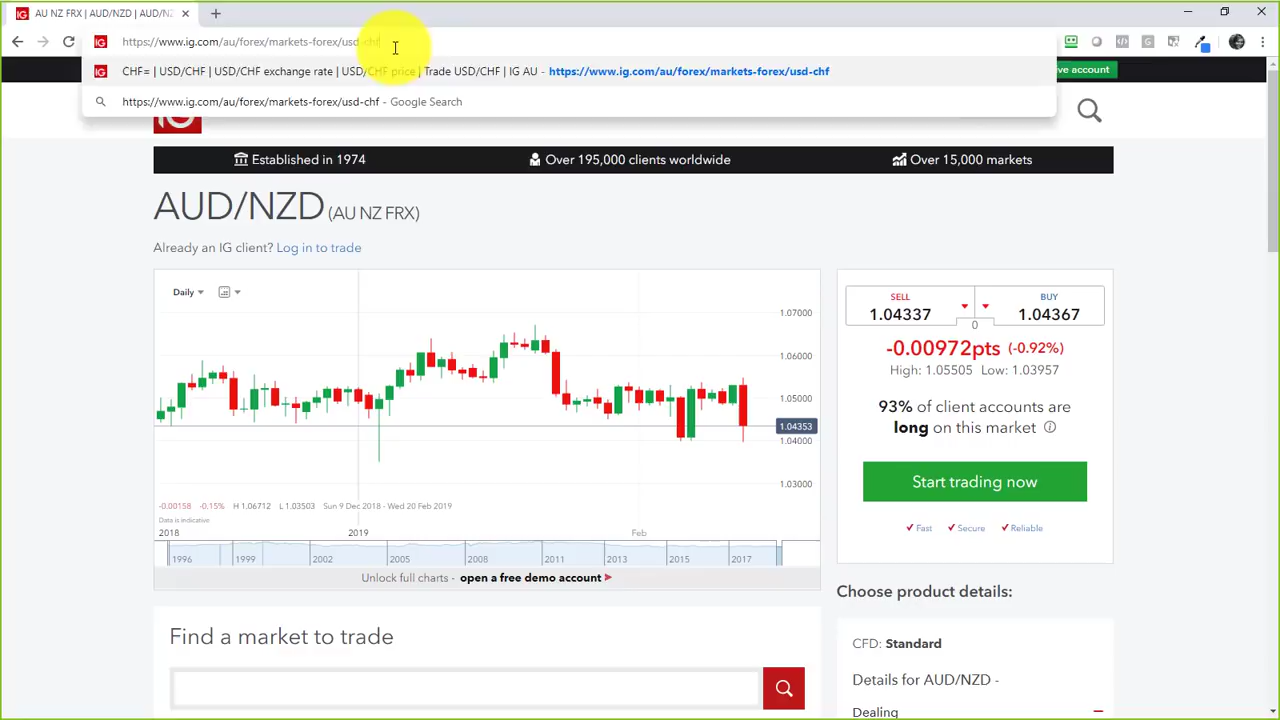 AU NZ FRX | AUD/NZD | AUD/NZ
https://www.ig.com/au/forex/markets-forex/usd-chf
CHF= | USD/CHF | USD/CHF exchange rate | USD/CHF price | Trade USD/CHF | IG AU - https://www.ig.com/au/forex/markets-forex/usd-chf
https://www.ig.com/au/forex/markets-forex/usd-chf - Google Search
ve account
Established in 1974
Over 195,000 clients worldwide
Over 15,000 markets
AUD/NZD (AU NZ FRX)
Already an IG client? Log in to trade
Daily
1.07000
1.06000
1.05000
1.04353
1.04000
1.03000
-0.00158 -0.15% H 1.06712 L 1.03503 Sun 9 Dec 2018 - Wed 20 Feb 2019
Data is indicative
2018 2019 Feb
1996 1999 2002 2005 2008 2011 2013 2015 2017
Unlock full charts - open a free demo account
SELL
1.04337
BUY
1.04367
0
-0.00972pts (-0.92%)
High: 1.05505 Low: 1.03957
93% of client accounts are
long on this market
Start trading now
Fast Secure Reliable
Find a market to trade
Choose product details:
CFD: Standard
Details for AUD/NZD -
Dealing